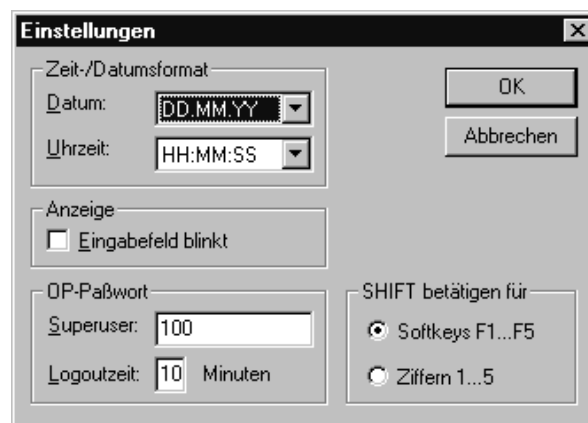 Einstellungen
Zeit-/Datumsformat
Datum: DD.MM.YY
Uhrzeit: HH:MM:SS
OK
Abbrechen
Anzeige
Eingabefeld blinkt
OP-Paßwort
Superuser: 100
Logoutzeit: 10 Minuten
SHIFT betätigen für
Softkeys F1...F5
Ziffern 1...5